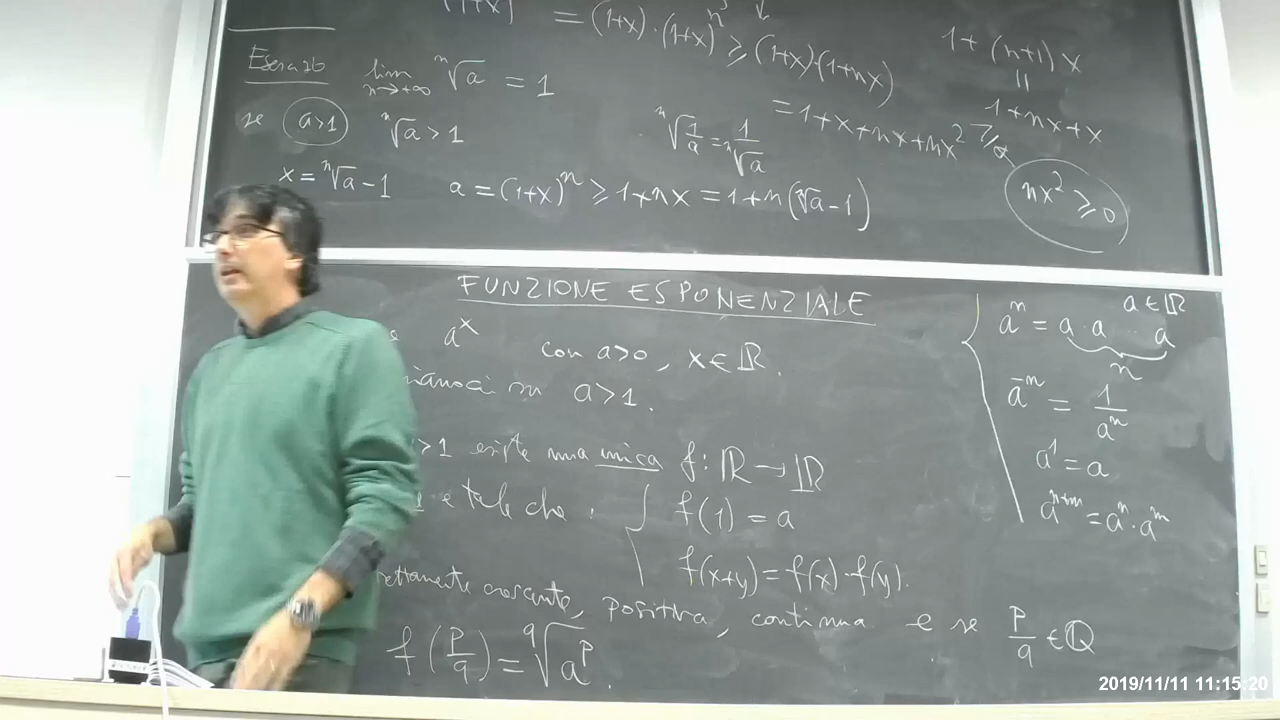 (1+x) = (1+x)·(1+x)^n ≥ (1+x)·(1+nx)
= 1+x+nx+nx² ≥
1+(n+1)x
=
1+nx+x
nx² ≥ 0
Esercizio lim n→+∞ ⁿ√a = 1
se a>1 ⁿ√a > 1
ⁿ√(1/a) = 1/ⁿ√a
x = ⁿ√a - 1 a = (1+x)^n ≥ 1+nx = 1+n(ⁿ√a - 1)
FUNZIONE ESPONENZIALE
a^x con a>0, x∈ℝ.
su a>1.
>1 esiste una unica f: ℝ→ℝ
e tale che : { f(1) = a
f(x+y) = f(x)·f(y).
crescente, positiva, continua e se p/q ∈ ℚ
f(p/q) = ^q√a^p .
a^n = a·a … a a∈ℝ
n
a^-n = 1/a^n
a^1 = a
a^{n+m} = a^n · a^m
2019/11/11 11:15:20